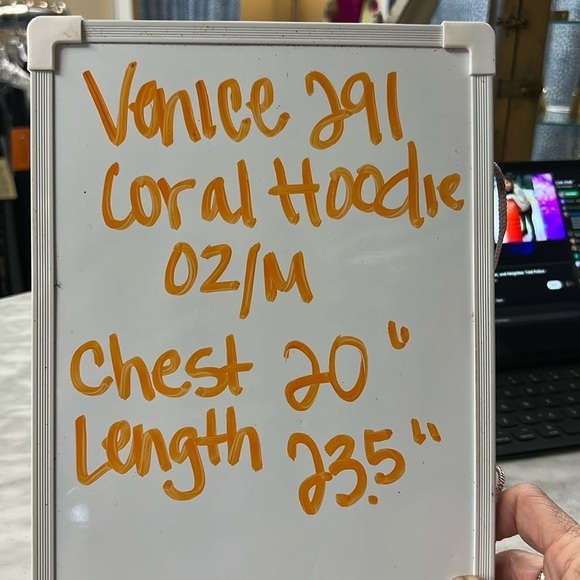 Venice 291
Coral Hoodie
02/M
Chest 20"
Length 23.5"